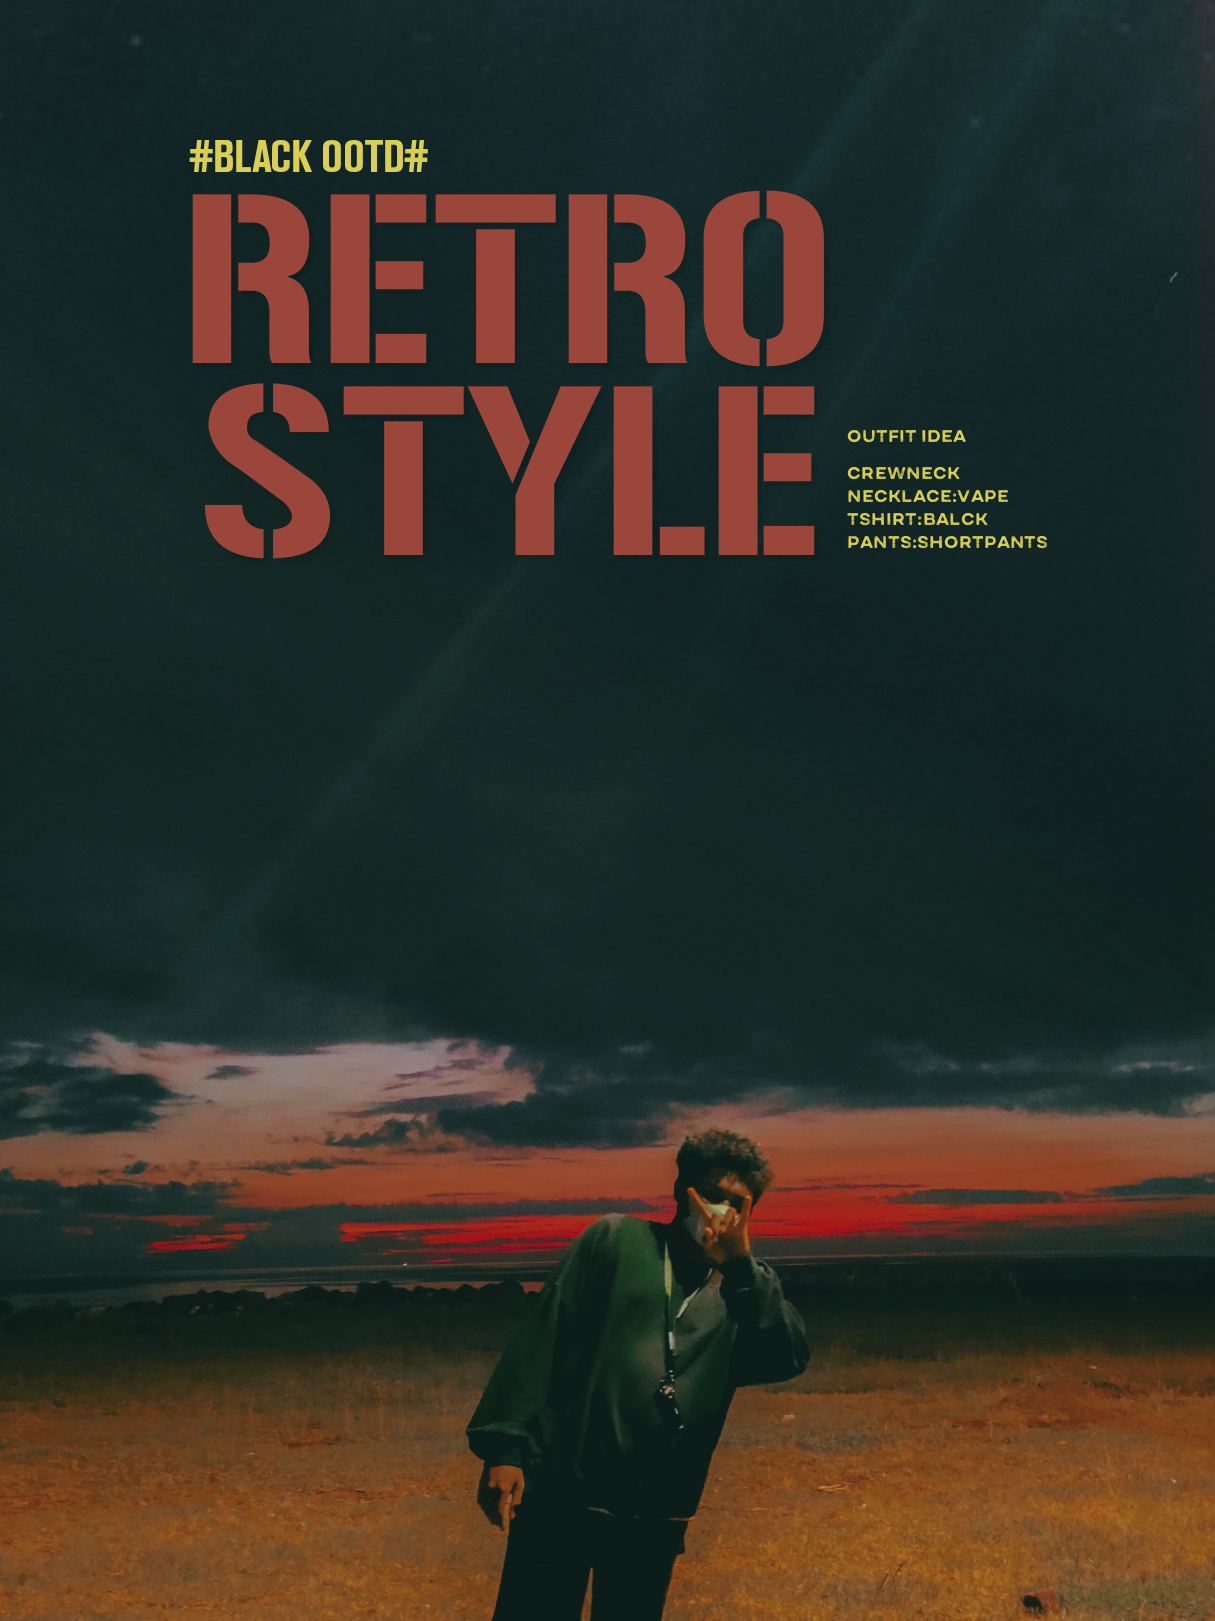 #BLACK OOTD#
RETRO
STYLE
OUTFIT IDEA
CREWNECK
NECKLACE:VAPE
TSHIRT:BALCK
PANTS:SHORTPANTS